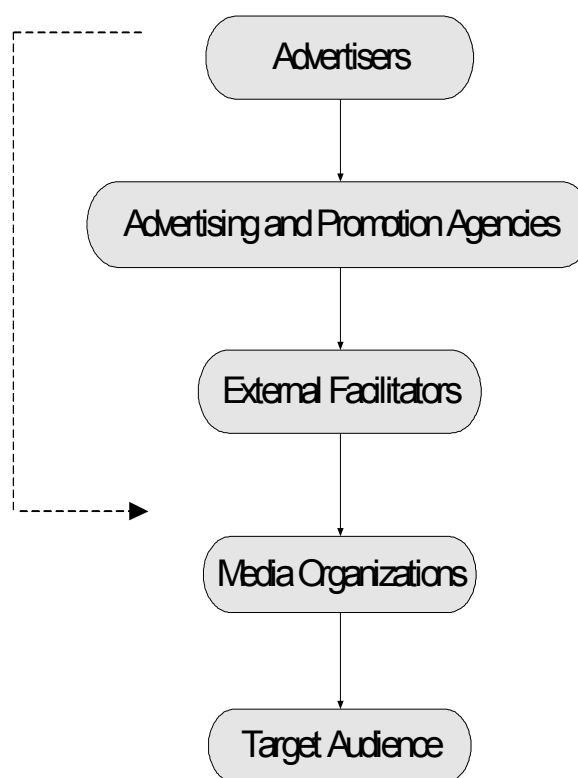 Advertisers
Advertising and Promotion Agencies
External Facilitators
Media Organizations
Target Audience